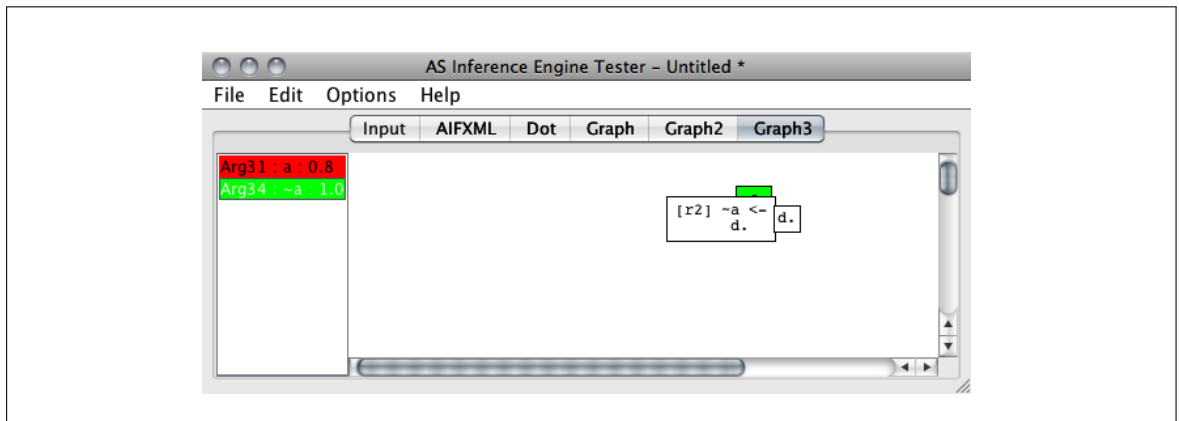 AS Inference Engine Tester – Untitled *
File Edit Options Help
Input AIFXML Dot Graph Graph2 Graph3
Arg31 : a : 0.8
Arg34 : ~a : 1.0
[r2] ~a <-
d.
d.